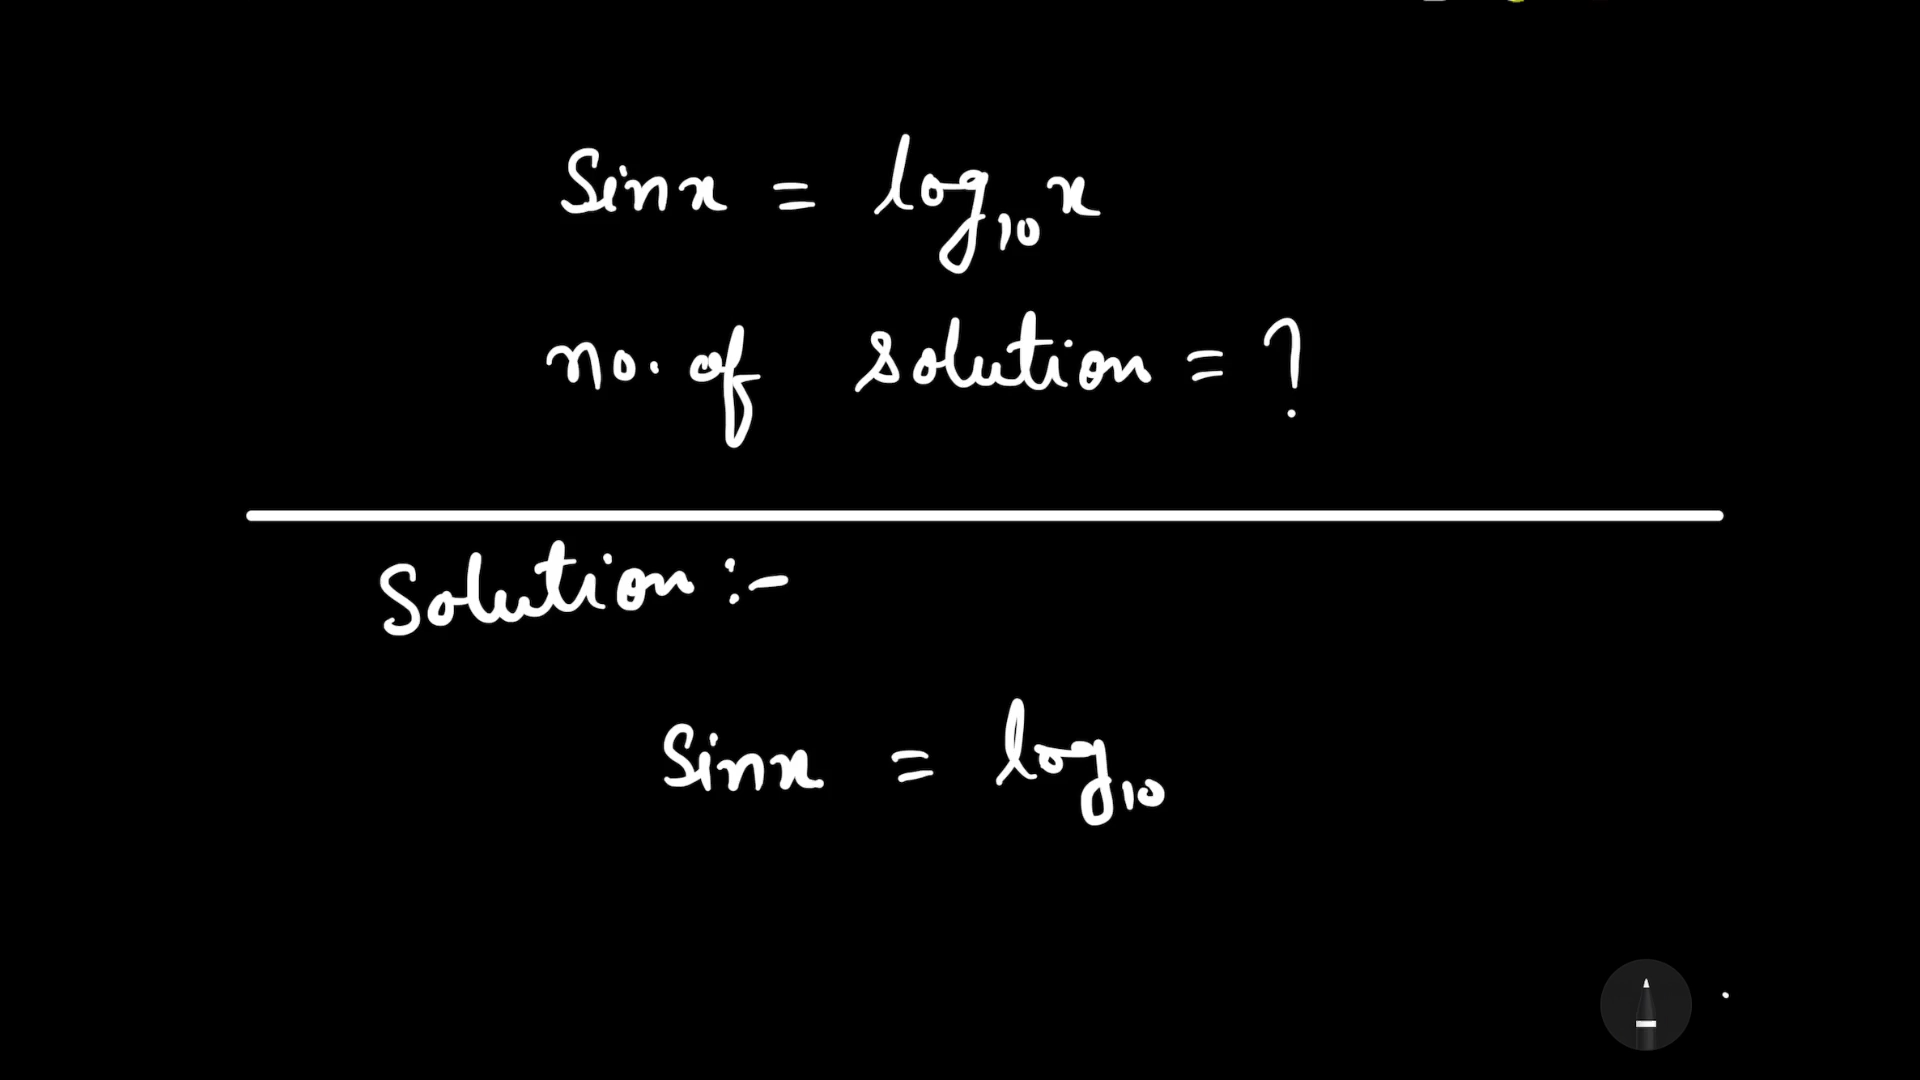 Sinx = log₁₀x
no. of solution = ?
Solution :-
Sinx = log₁₀